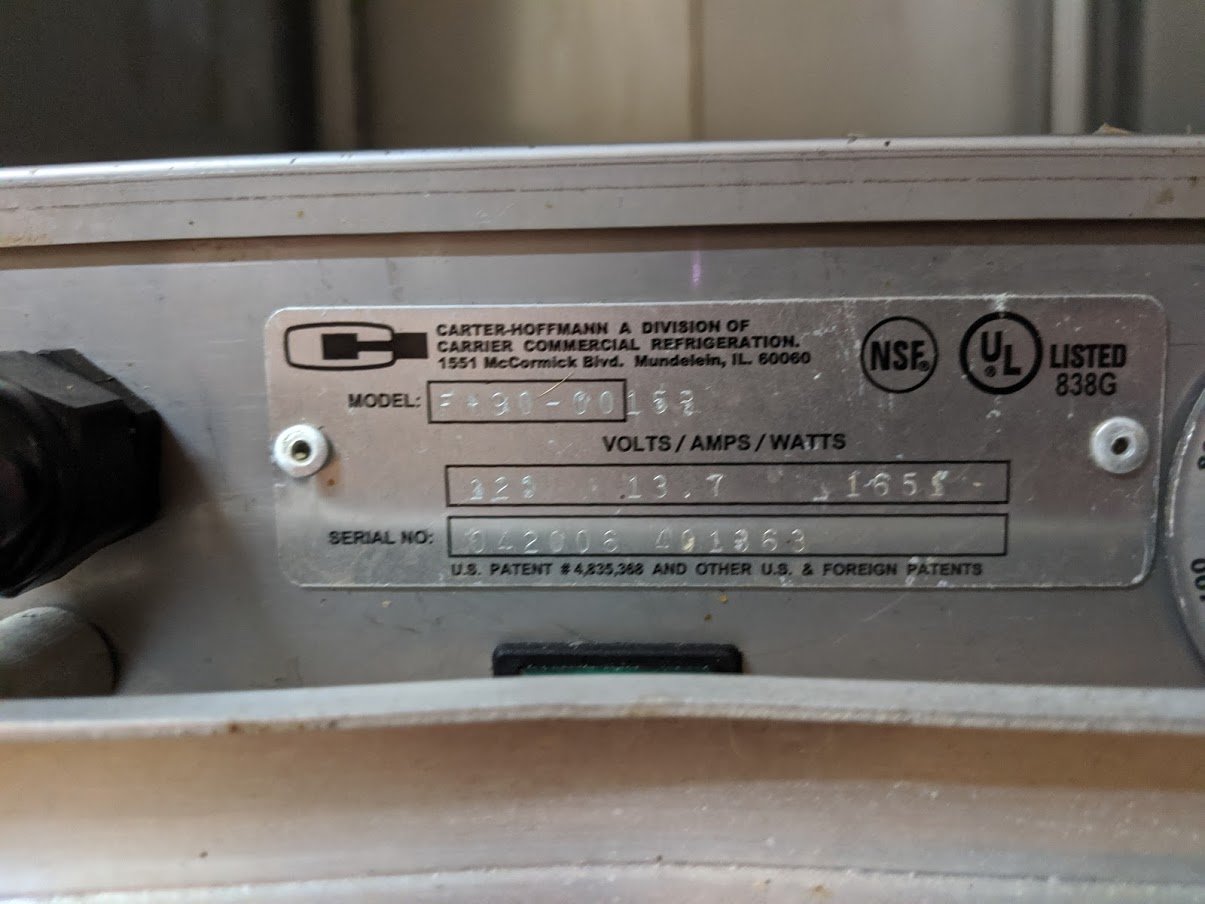 CARTER-HOFFMANN A DIVISION OF
CARRIER COMMERCIAL REFRIGERATION.
1551 McCormick Blvd. Mundelein, IL. 60060
NSF®
UL
®
LISTED
838G
MODEL:
VOLTS/AMPS/WATTS
13.7
SERIAL NO:
U.S. PATENT # 4,835,368 AND OTHER U.S. & FOREIGN PATENTS